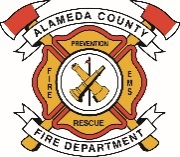 ALAMEDA COUNTY
PREVENTION
FIRE
EMS
RESCUE
FIRE DEPARTMENT